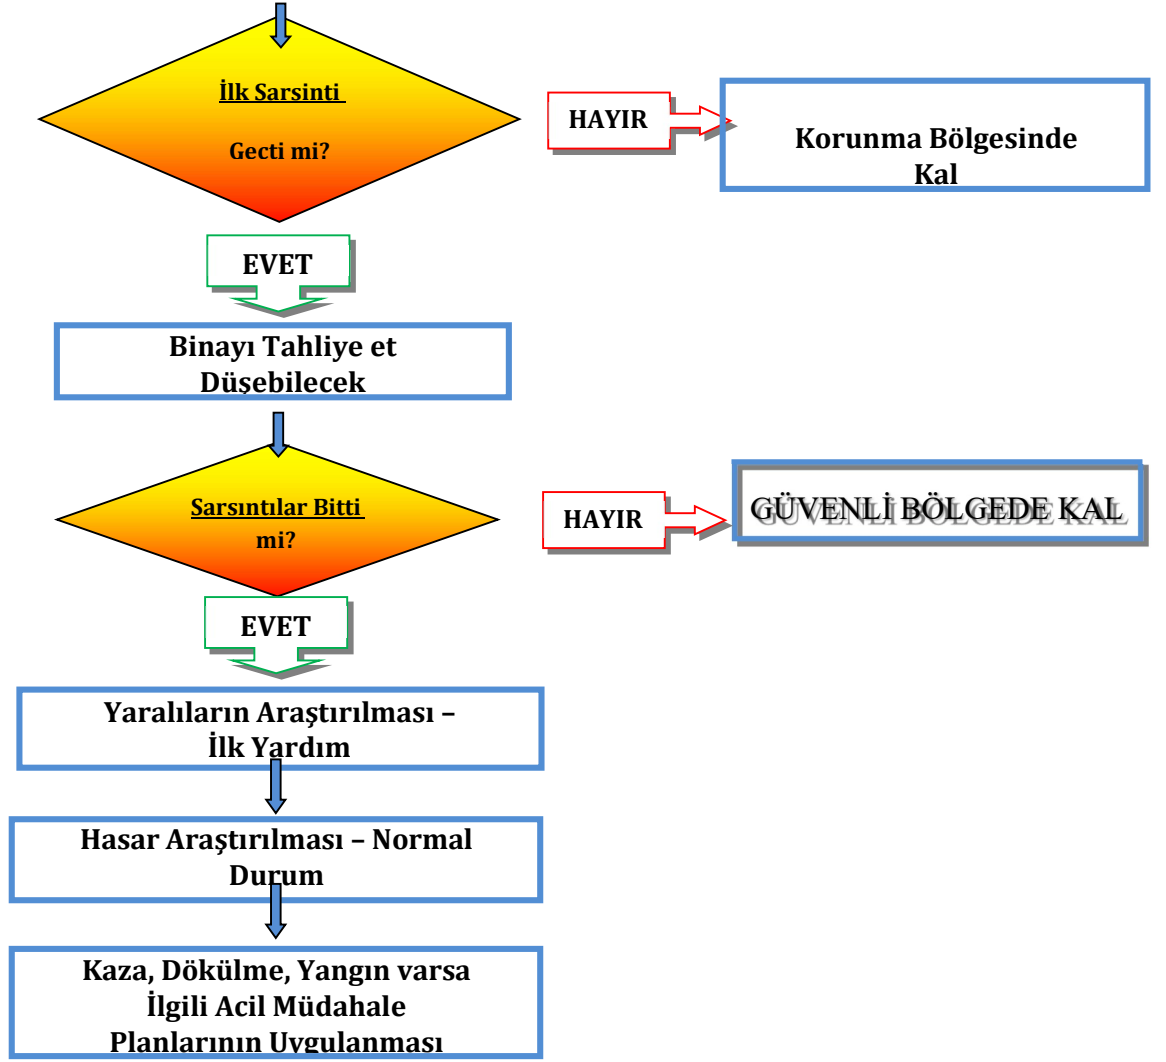 İlk Sarsinti
Gecti mi?
HAYIR
Korunma Bölgesinde
Kal
EVET
Binayı Tahliye et
Düşebilecek
Sarsıntılar Bitti
mi?
HAYIR
GÜVENLİ BÖLGEDE KAL
EVET
Yaralıların Araştırılması –
İlk Yardım
Hasar Araştırılması – Normal
Durum
Kaza, Dökülme, Yangın varsa
İlgili Acil Müdahale
Planlarının Uygulanması